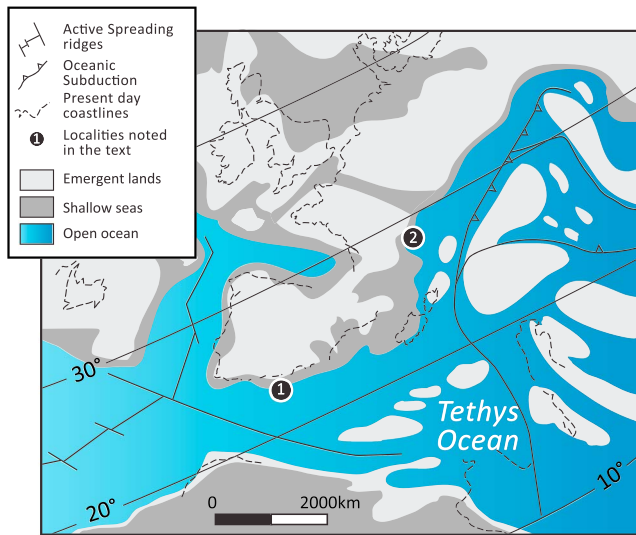 Active Spreading
ridges
Oceanic
Subduction
Present day
coastlines
1
Localities noted
in the text
Emergent lands
Shallow seas
Open ocean
2
30°
1
Tethys
Ocean
20°
10°
0
2000km